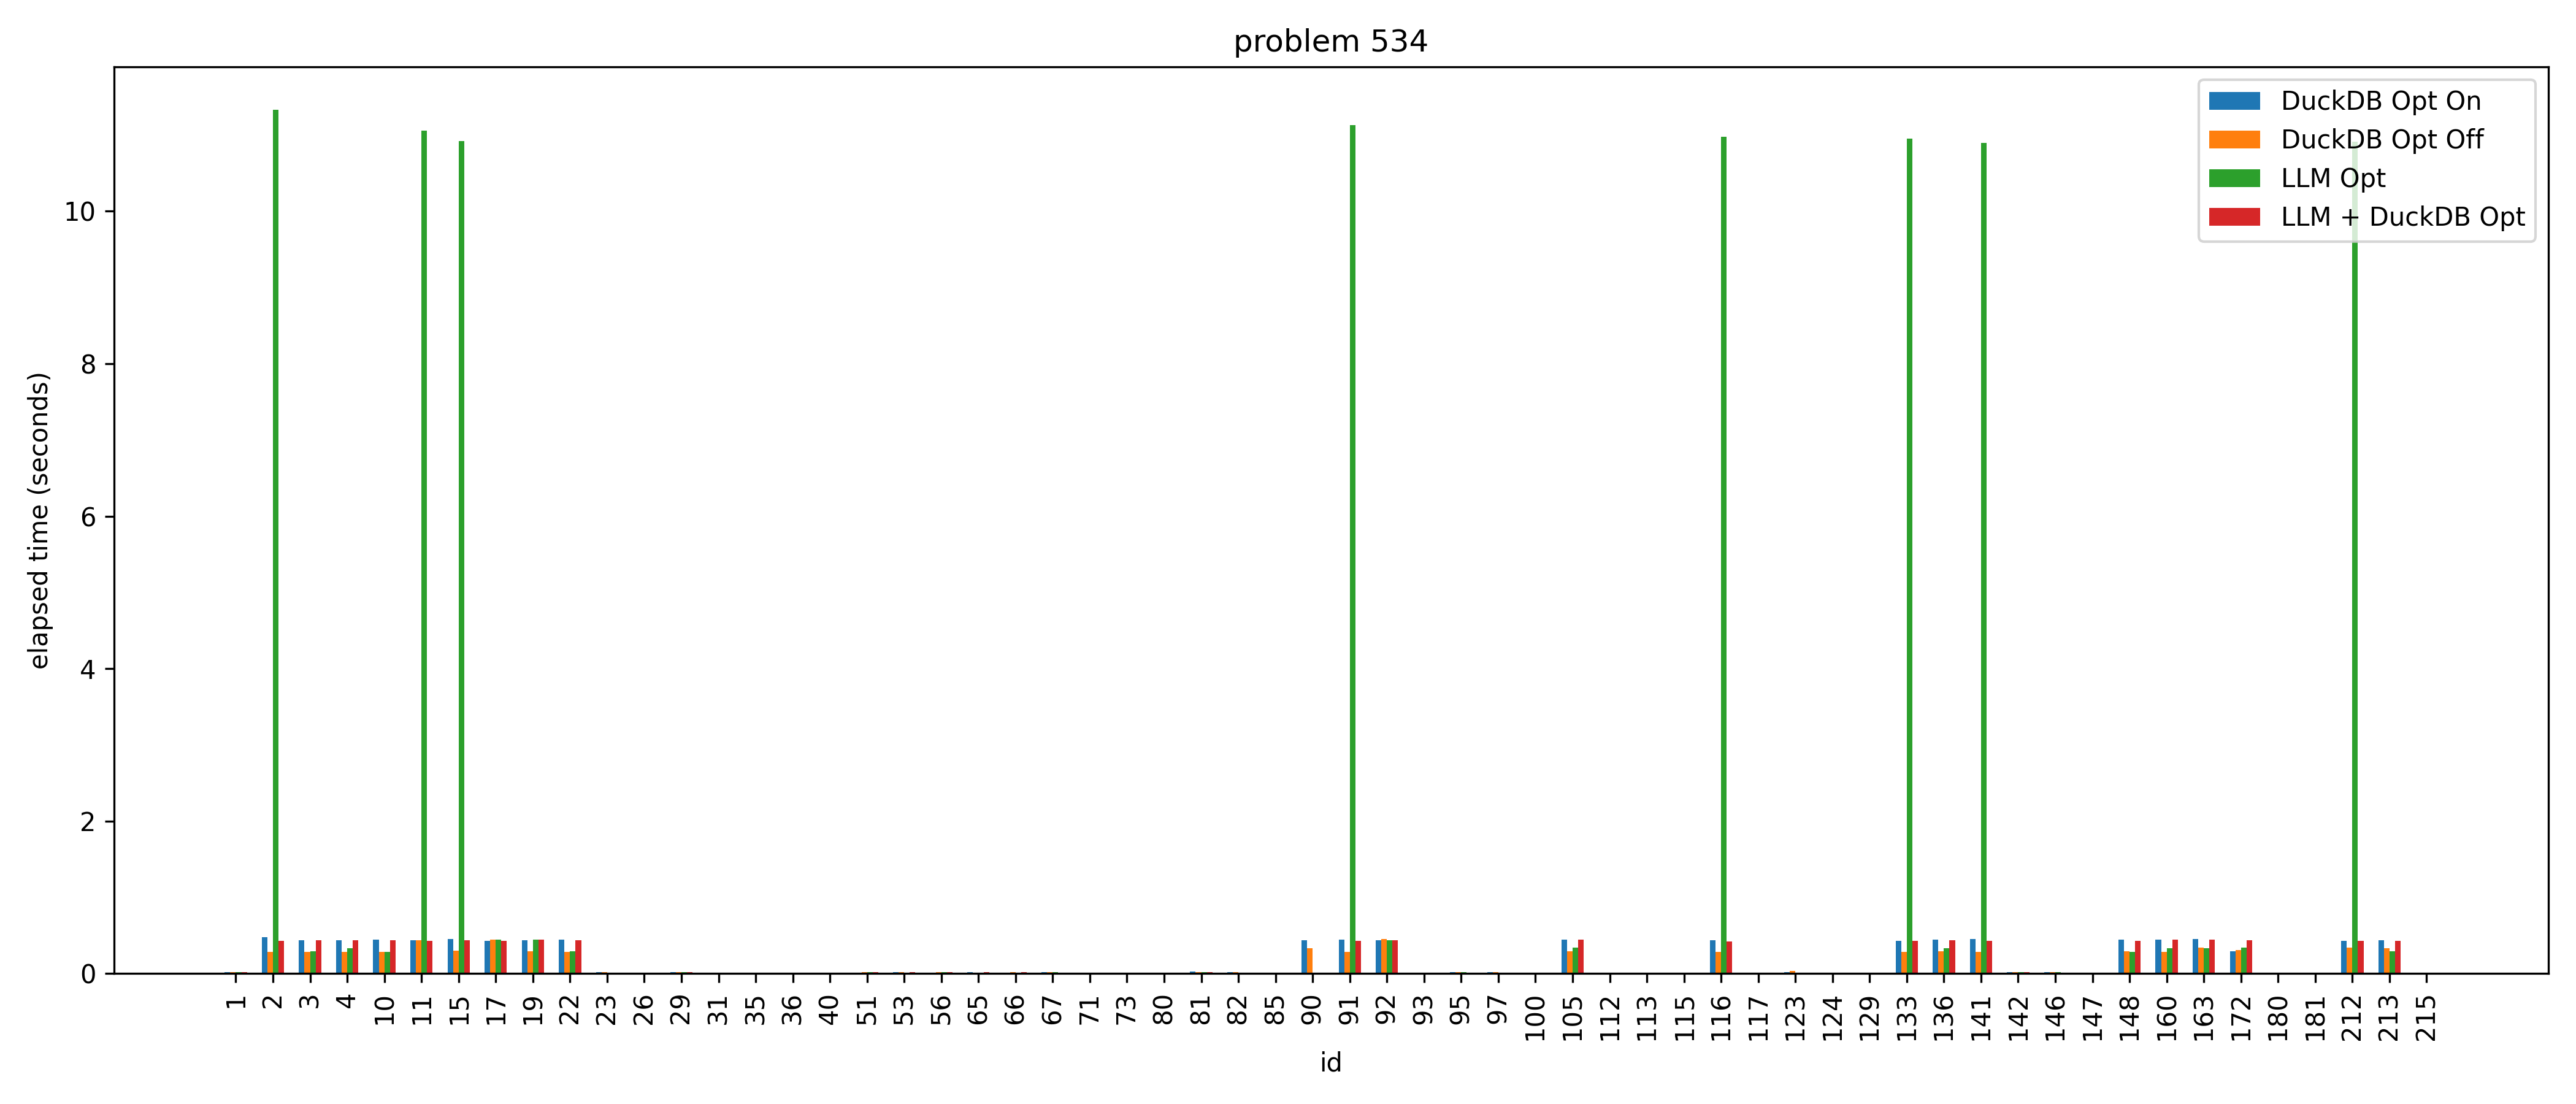 problem 534
DuckDB Opt On
DuckDB Opt Off
LLM Opt
LLM + DuckDB Opt
elapsed time (seconds)
10
8
6
4
2
0
1 2 3 4 10 11 15 17 19 22 23 26 29 31 35 36 40 51 53 56 65 66 67 71 73 80 81 82 85 90 91 92 93 95 97 100 105 112 113 115 116 117 123 124 129 133 136 141 142 146 147 148 160 163 172 180 181 212 213 215
id